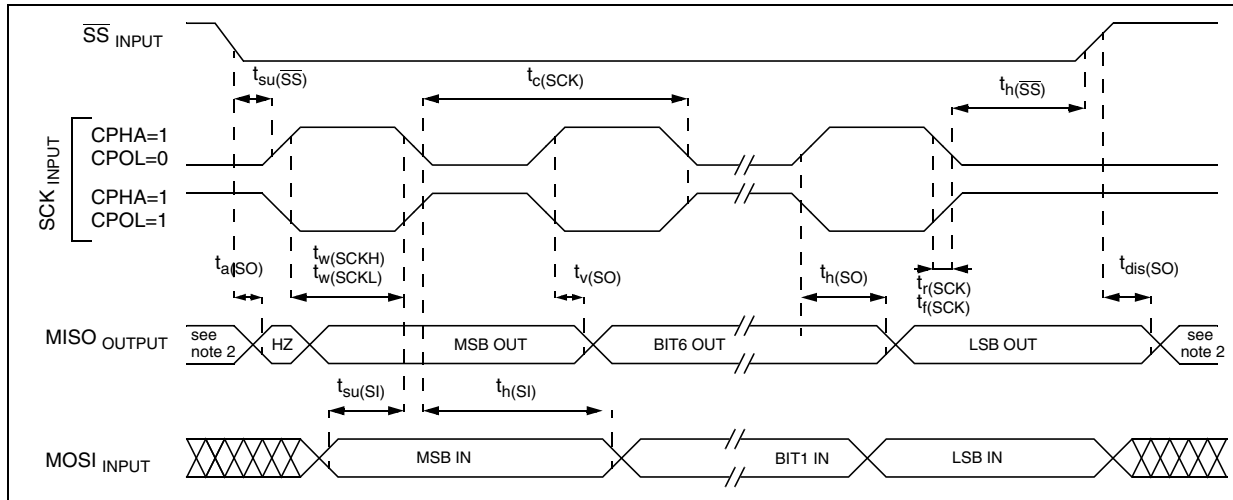 SS INPUT
tsu(SS)
tc(SCK)
th(SS)
SCK INPUT
CPHA=1
CPOL=0
CPHA=1
CPOL=1
ta(SO)
tw(SCKH)
tw(SCKL)
tv(SO)
th(SO)
tr(SCK)
tf(SCK)
tdis(SO)
MISO OUTPUT
see
note 2
HZ
MSB OUT
BIT6 OUT
LSB OUT
see
note 2
tsu(SI)
th(SI)
MOSI INPUT
MSB IN
BIT1 IN
LSB IN